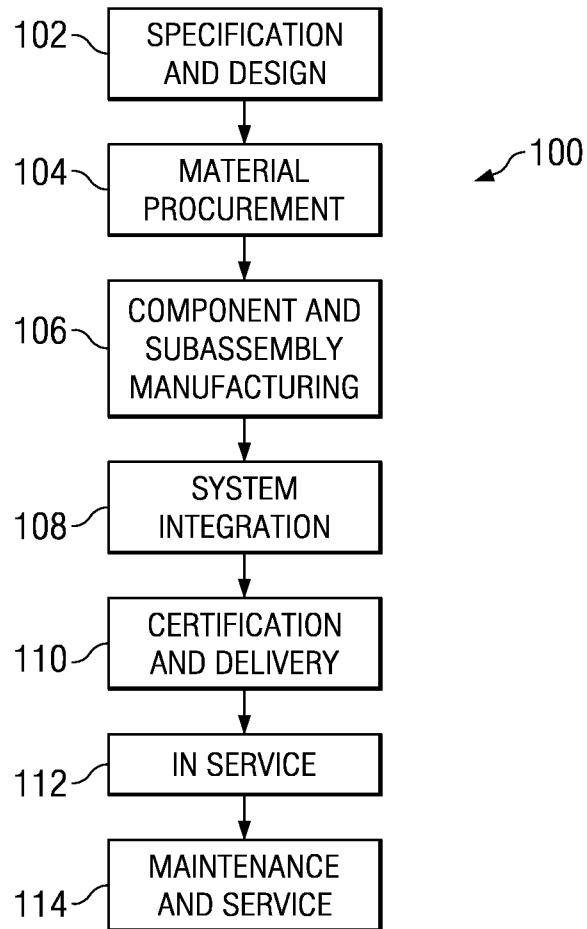 102
SPECIFICATION
AND DESIGN
104
MATERIAL
PROCUREMENT
100
106
COMPONENT AND
SUBASSEMBLY
MANUFACTURING
108
SYSTEM
INTEGRATION
110
CERTIFICATION
AND DELIVERY
112
IN SERVICE
114
MAINTENANCE
AND SERVICE